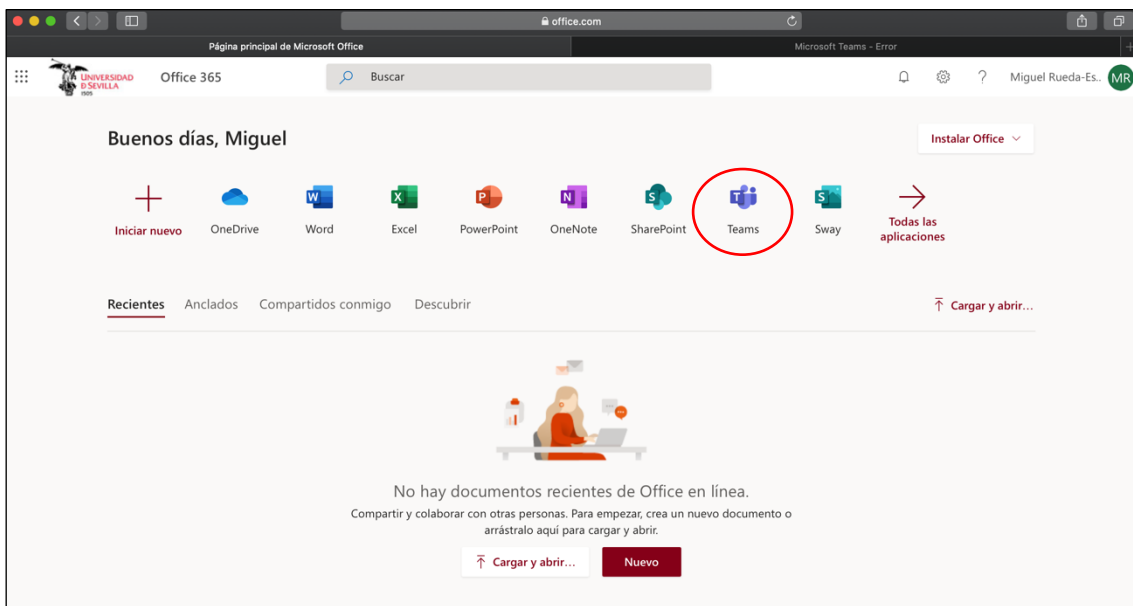 office.com
Página principal de Microsoft Office
Microsoft Teams - Error
UNIVERSIDAD
D SEVILLA
1505
Office 365
Buscar
?
Miguel Rueda-Es..
MR
Buenos días, Miguel
Instalar Office
Iniciar nuevo
OneDrive
Word
Excel
PowerPoint
OneNote
SharePoint
Teams
Sway
Todas las
aplicaciones
Recientes
Anclados
Compartidos conmigo
Descubrir
Cargar y abrir...
No hay documentos recientes de Office en línea.
Compartir y colaborar con otras personas. Para empezar, crea un nuevo documento o
arrástralo aquí para cargar y abrir.
Cargar y abrir...
Nuevo